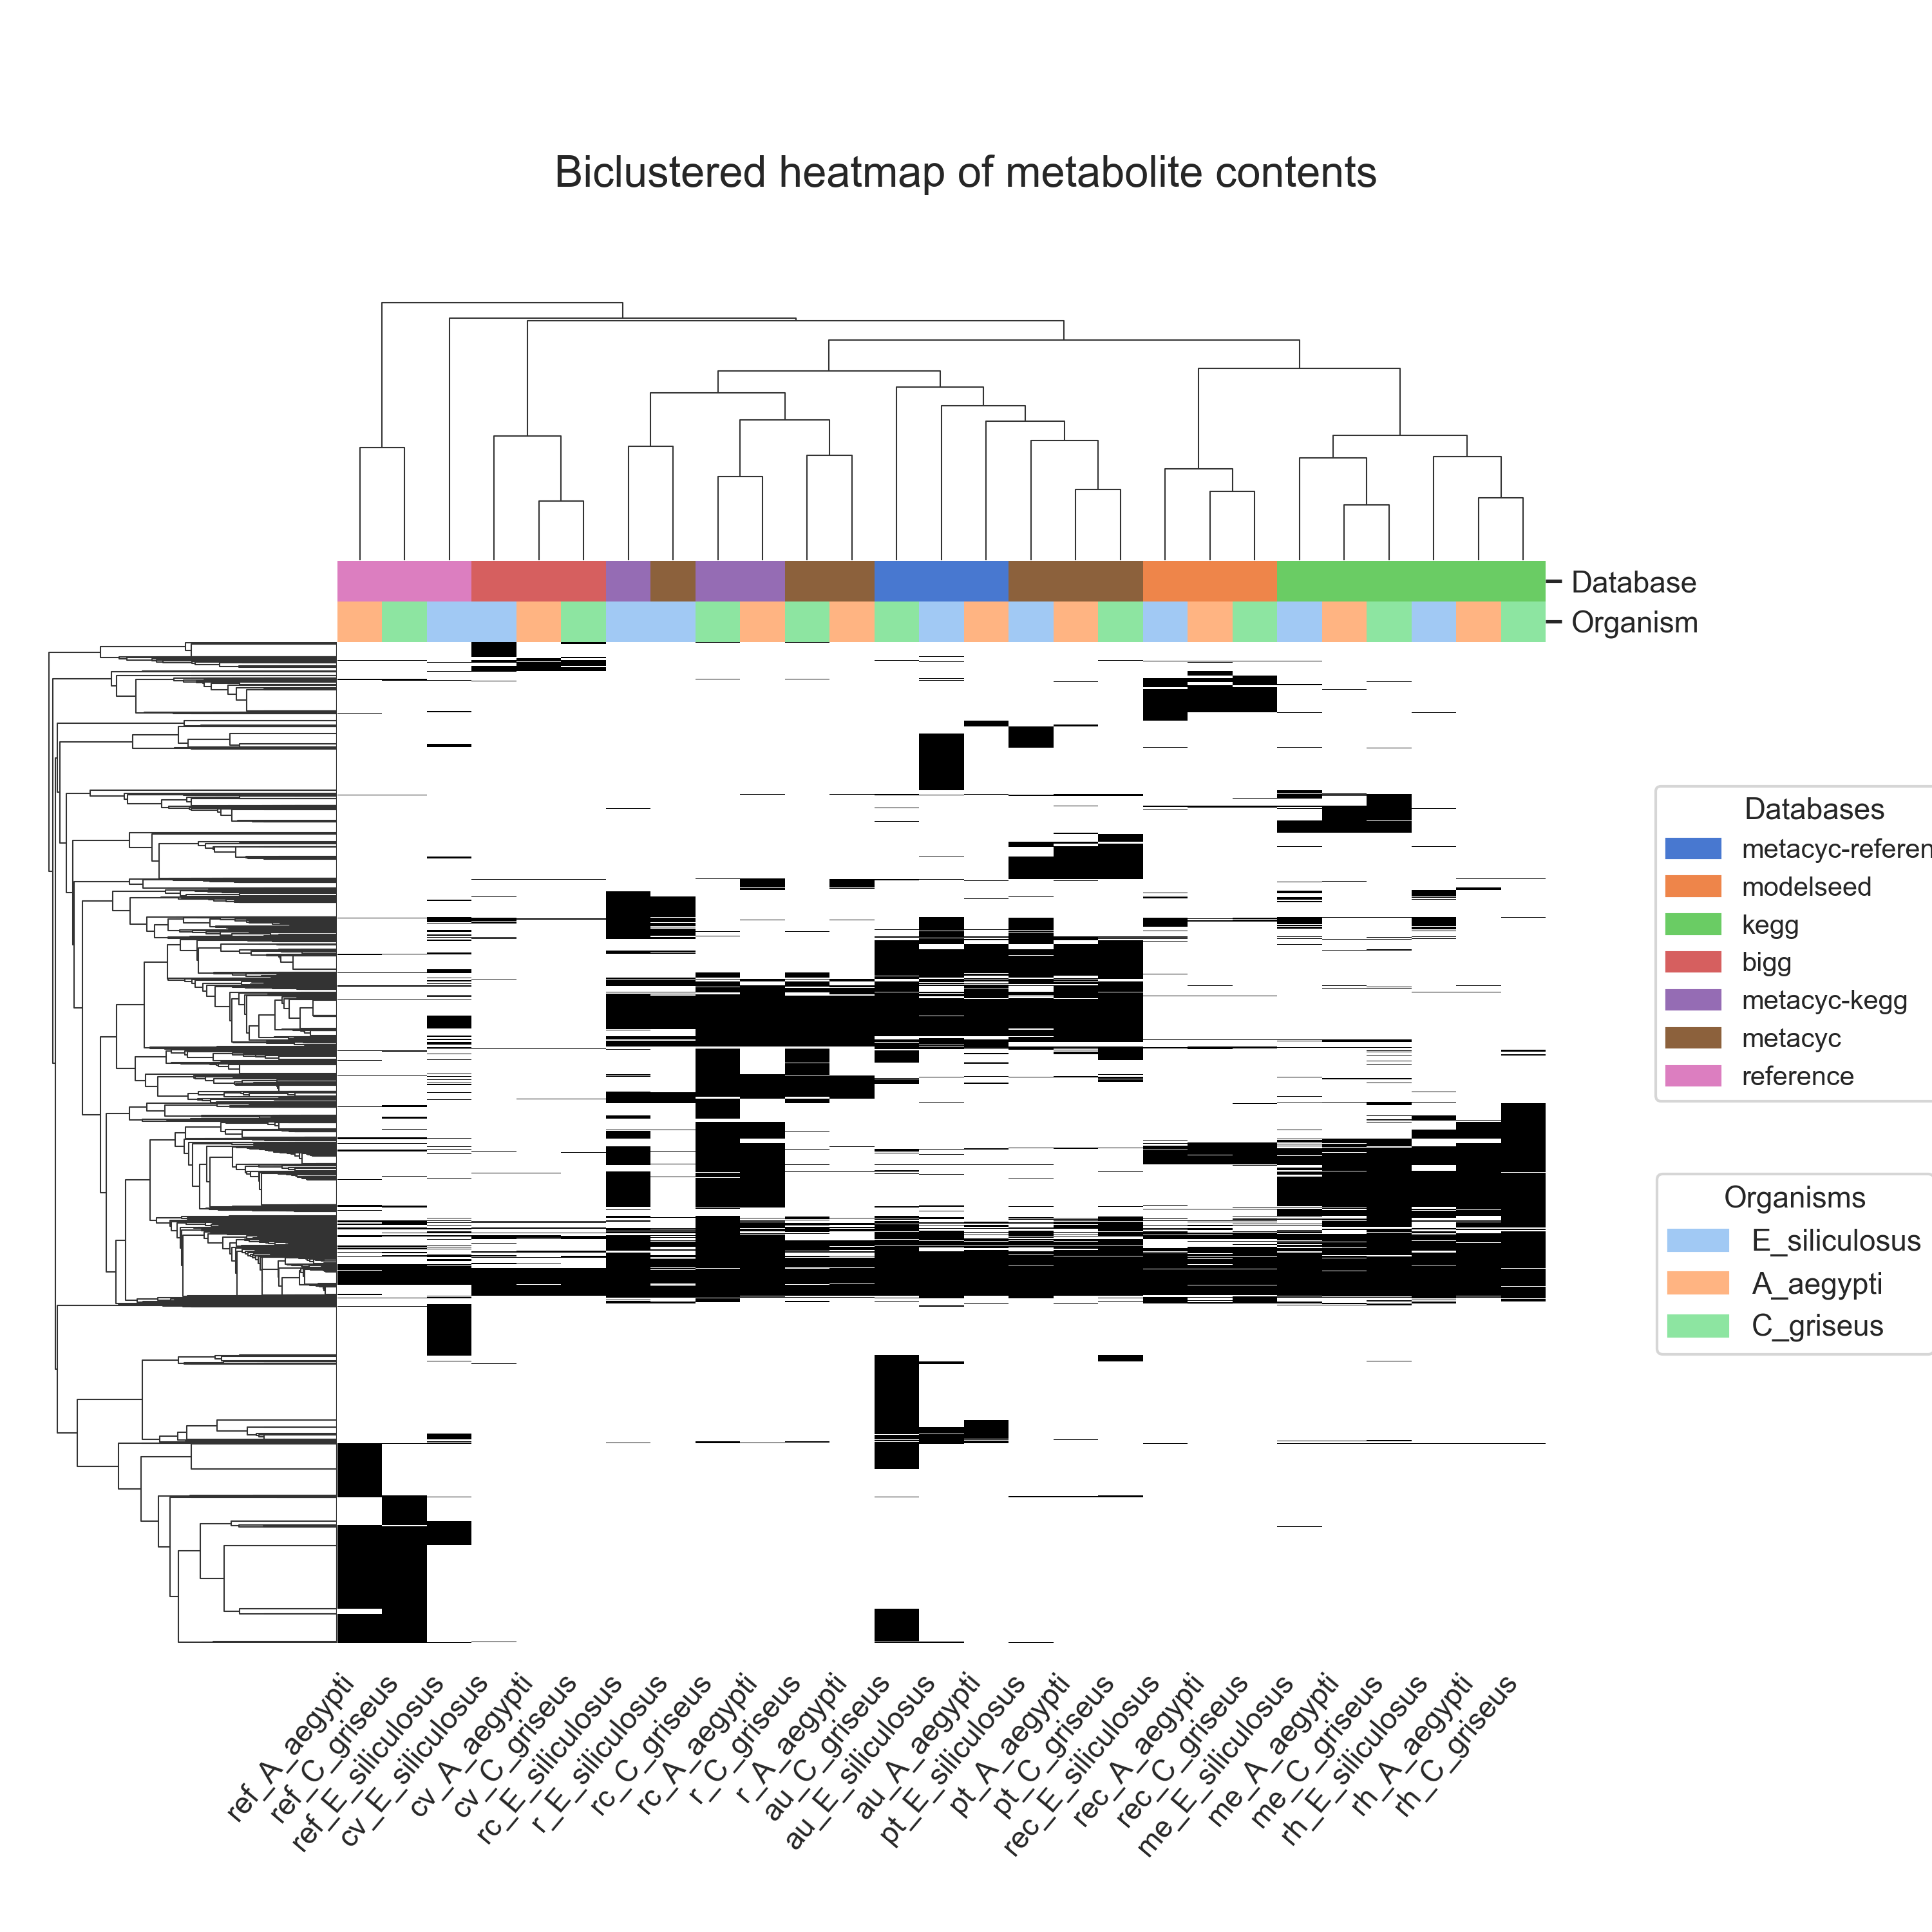 Biclustered heatmap of metabolite contents
Database
Organism
Databases
metacyc-referen
modelseed
kegg
bigg
metacyc-kegg
metacyc
reference
Organisms
E_siliculosus
A_aegypti
C_griseus
ref_A_aegypti
ref_C_griseus
ref_E_siliculosus
cv_E_siliculosus
cv_A_aegypti
cv_C_griseus
rc_E_siliculosus
r_E_siliculosus
rc_C_griseus
rc_A_aegypti
r_C_griseus
r_A_aegypti
au_C_griseus
au_E_siliculosus
au_A_aegypti
pt_E_siliculosus
pt_A_aegypti
pt_C_griseus
rec_E_siliculosus
rec_A_aegypti
rec_C_griseus
me_E_siliculosus
me_A_aegypti
me_C_griseus
rh_E_siliculosus
rh_A_aegypti
rh_C_griseus